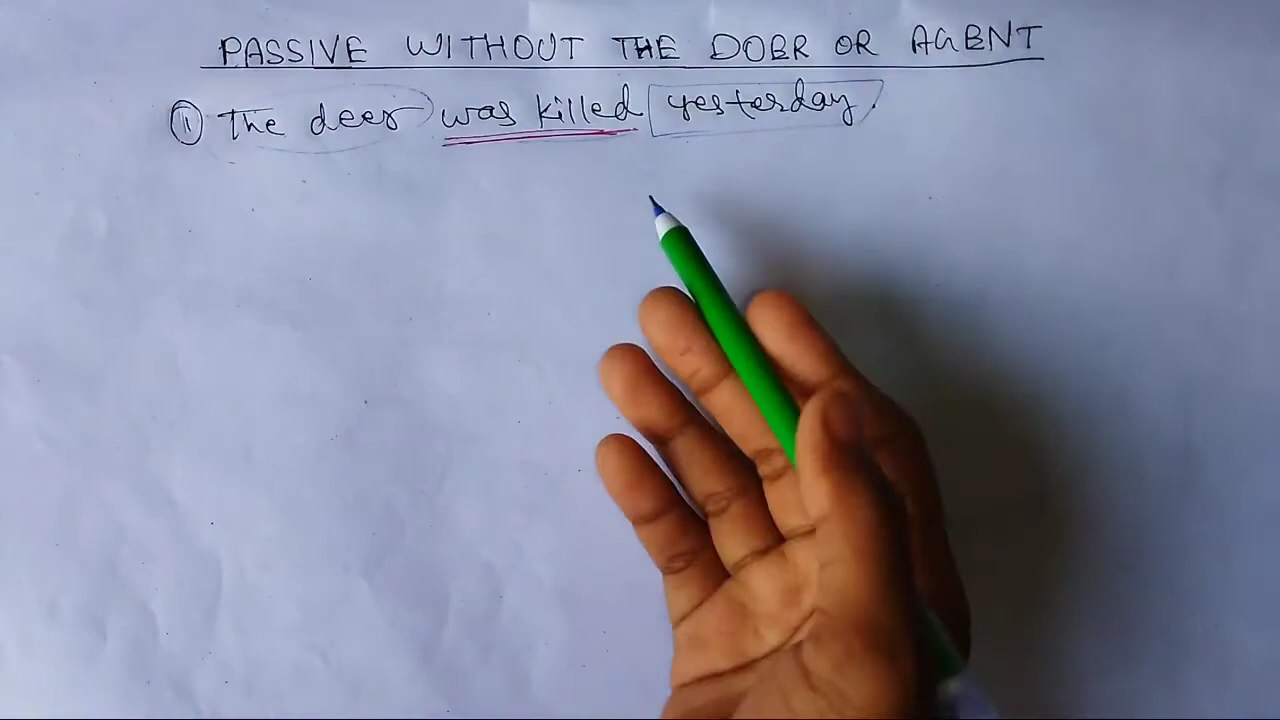 PASSIVE WITHOUT THE DOER OR AGENT
① The deer was killed yesterday.